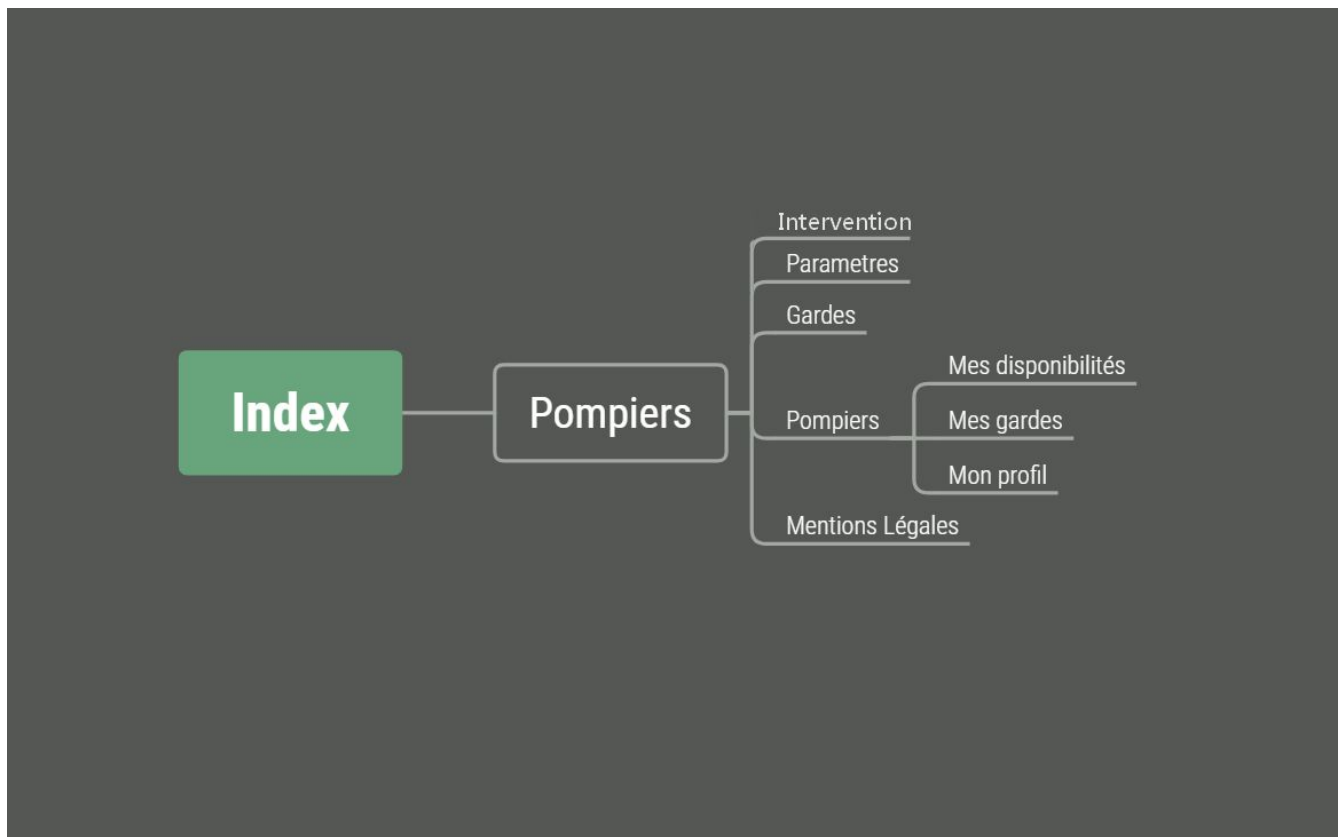 Index
Pompiers
Intervention
Parametres
Gardes
Pompiers
Mes disponibilités
Mes gardes
Mon profil
Mentions Légales